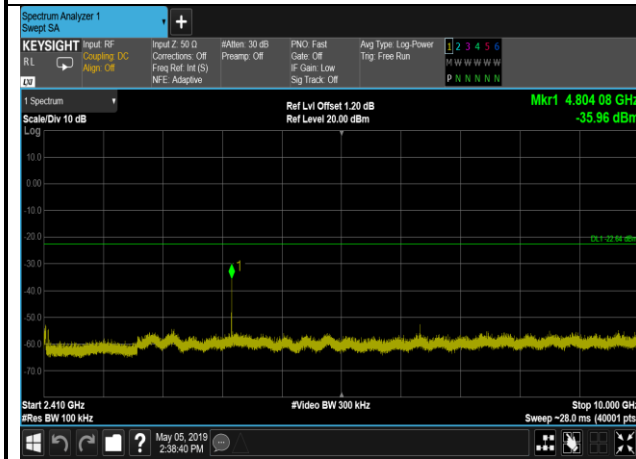 Spectrum Analyzer 1
Swept SA
+
KEYSIGHT
RL
LXI
Input: RF
Coupling: DC
Align: Off
Input Z: 50 Ω
Corrections: Off
Freq Ref: Int (S)
NFE: Adaptive
#Atten: 30 dB
Preamp: Off
PNO: Fast
Gate: Off
IF Gain: Low
Sig Track: Off
Avg Type: Log-Power
Trig: Free Run
1 2 3 4 5 6
M W W W W W
P N N N N N
1 Spectrum
Scale/Div 10 dB
Log
Ref Lvl Offset 1.20 dB
Ref Level 20.00 dBm
Mkr1 4.804 08 GHz
-35.96 dBm
10.0
0.00
-10.0
-20.0
DL1 -22.64 dBm
-30.0
1
-40.0
-50.0
-60.0
-70.0
Start 2.410 GHz
#Video BW 300 kHz
Stop 10.000 GHz
#Res BW 100 kHz
Sweep ~28.0 ms (40001 pts)
?
May 05, 2019
2:38:40 PM